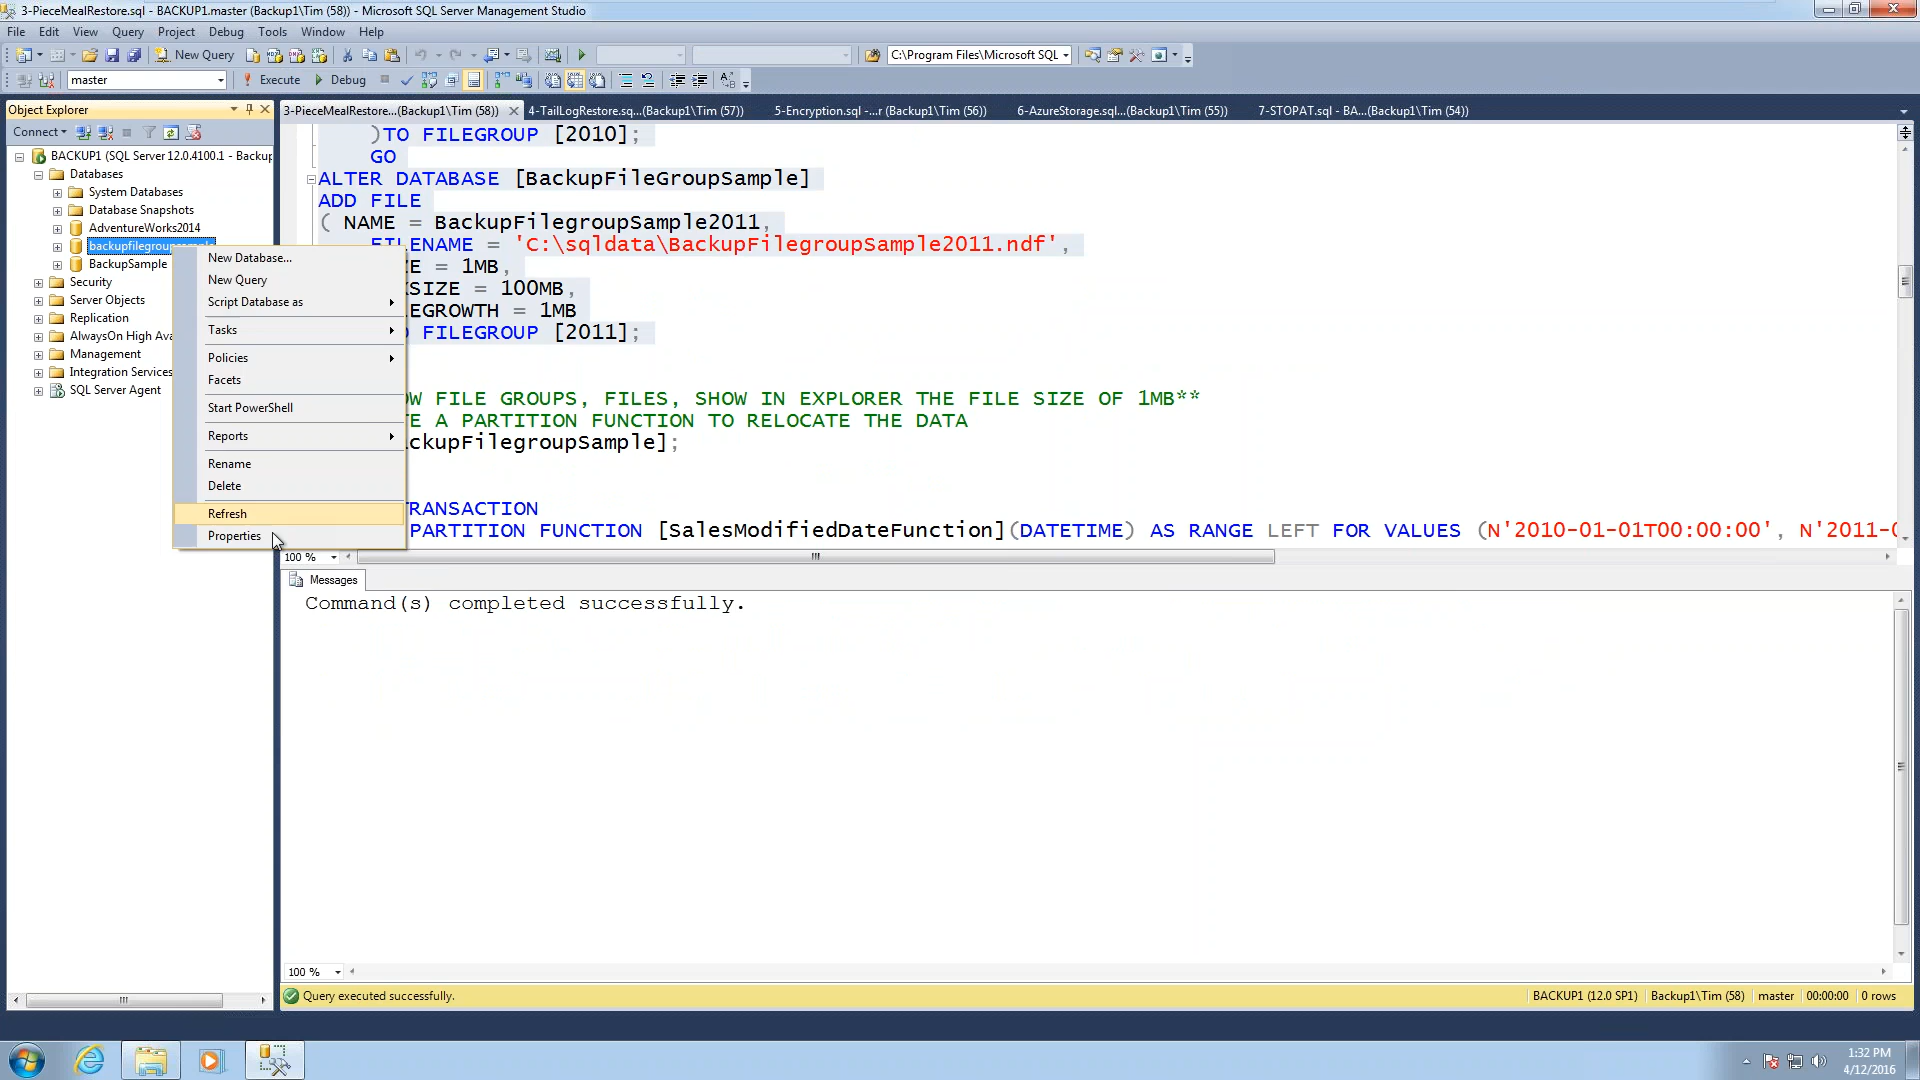 3-PieceMealRestore.sql - BACKUP1.master (Backup1\Tim (58)) - Microsoft SQL Server Management Studio
File Edit View Query Project Debug Tools Window Help
New Query C:\Program Files\Microsoft SQL
master Execute Debug
Object Explorer
3-PieceMealRestore...(Backup1\Tim (58)) 4-TailLogRestore.sq...(Backup1\Tim (57)) 5-Encryption.sql -...r (Backup1\Tim (56)) 6-AzureStorage.sql...(Backup1\Tim (55)) 7-STOPAT.sql - BA...(Backup1\Tim (54))
Connect
BACKUP1 (SQL Server 12.0.4100.1 - Backup
Databases
System Databases
Database Snapshots
AdventureWorks2014
backupfilegroupsample
BackupSample
Security
Server Objects
Replication
AlwaysOn High Ava
Management
Integration Services
SQL Server Agent
New Database...
New Query
Script Database as
Tasks
Policies
Facets
Start PowerShell
Reports
Rename
Delete
Refresh
Properties
)TO FILEGROUP [2010];
GO
ALTER DATABASE [BackupFileGroupSample]
ADD FILE
( NAME = BackupFilegroupSample2011,
FILENAME = 'C:\sqldata\BackupFilegroupSample2011.ndf',
ZE = 1MB,
XSIZE = 100MB,
LEGROWTH = 1MB
O FILEGROUP [2011];
OW FILE GROUPS, FILES, SHOW IN EXPLORER THE FILE SIZE OF 1MB**
TE A PARTITION FUNCTION TO RELOCATE THE DATA
ckupFilegroupSample];
TRANSACTION
PARTITION FUNCTION [SalesModifiedDateFunction](DATETIME) AS RANGE LEFT FOR VALUES (N'2010-01-01T00:00:00', N'2011-0
100 %
Messages
Command(s) completed successfully.
100 %
Query executed successfully. BACKUP1 (12.0 SP1) Backup1\Tim (58) master 00:00:00 0 rows
1:32 PM
4/12/2016